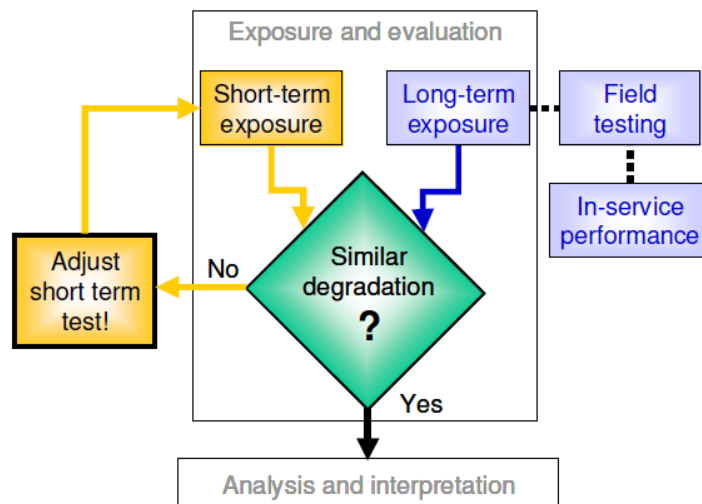 Exposure and evaluation
Short-term
exposure
Long-term
exposure
Field
testing
In-service
performance
Adjust
short term
test!
No
Similar
degradation
?
Yes
Analysis and interpretation